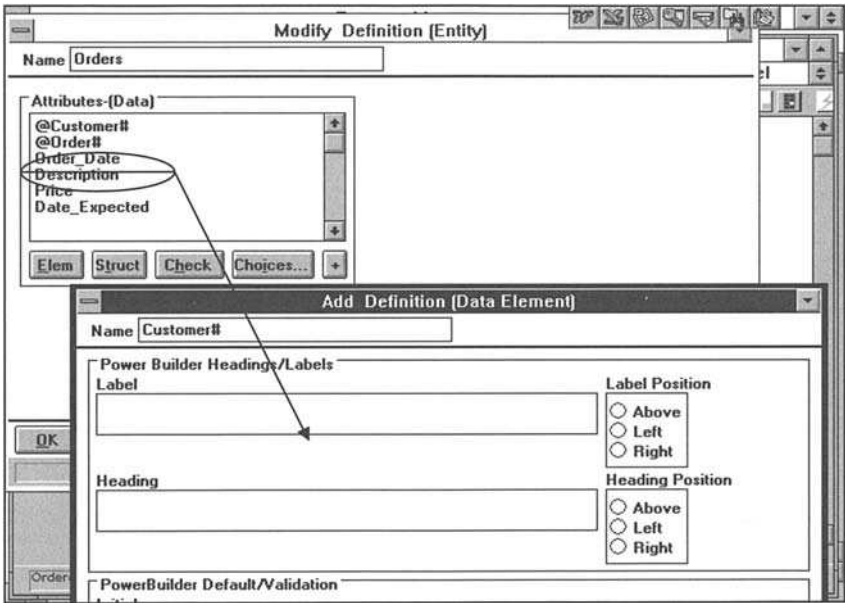 Modify Definition (Entity)
Name Orders
el
Attributes-(Data)
@Customer#
@Order#
Order_Date
Description
Price
Date_Expected
Elem Struct Check Choices... +
Add Definition (Data Element)
Name Customer#
Power Builder Headings/Labels
Label
Label Position
Above
Left
Right
OK
Heading
Heading Position
Above
Left
Right
Order
PowerBuilder Default/Validation